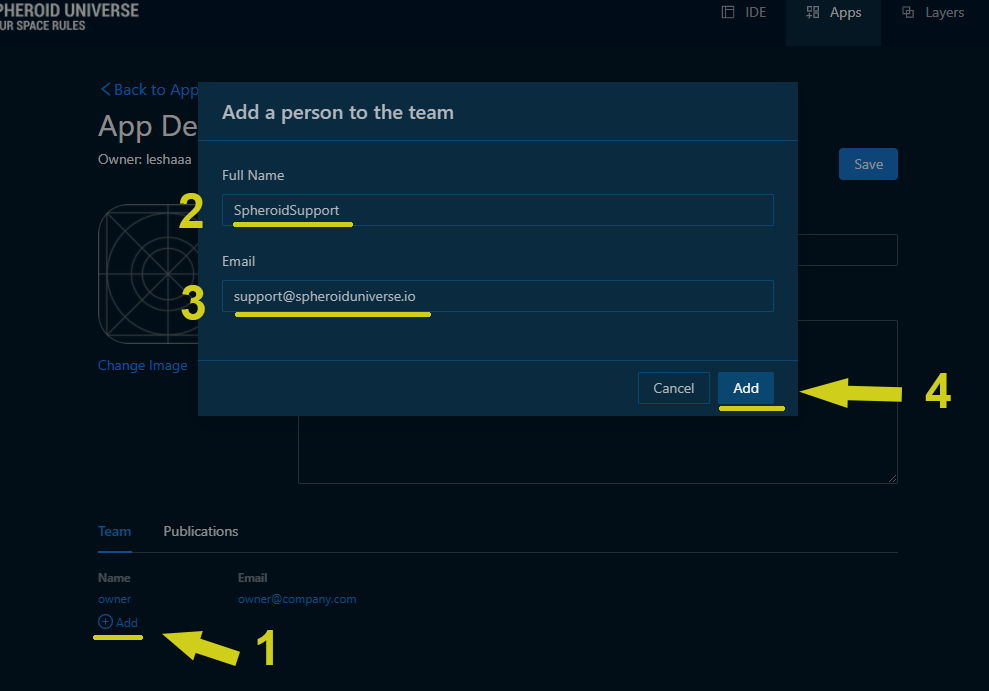 PHEROID UNIVERSE
UR SPACE RULES
IDE
Apps
Layers
Back to App
App De
Owner: leshaaa
Save
Add a person to the team
Full Name
2
SpheroidSupport
Email
3
support@spheroiduniverse.io
Change Image
Cancel
Add
4
Team
Publications
Name
Email
owner
owner@company.com
Add
1